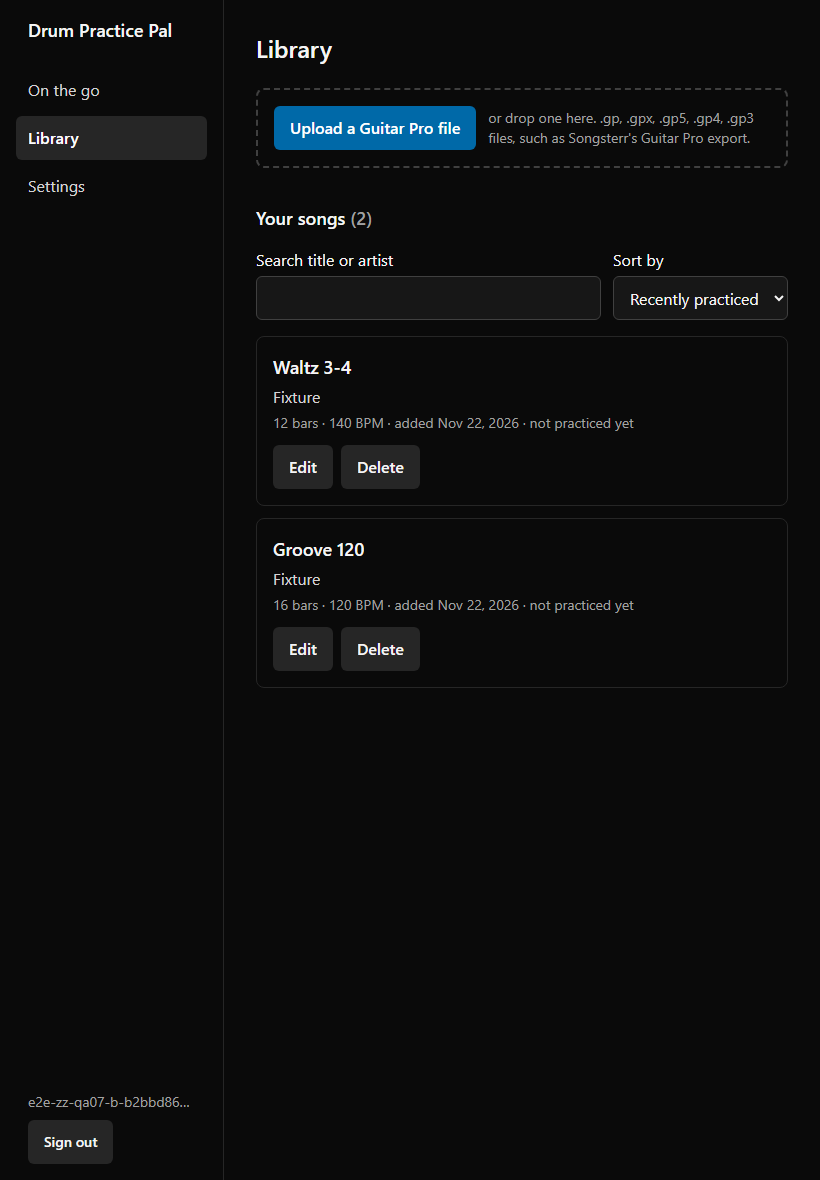 Drum Practice Pal
On the go
Library
Settings
e2e-zz-qa07-b-b2bbd86...
Sign out
Library
Upload a Guitar Pro file
or drop one here. .gp, .gpx, .gp5, .gp4, .gp3
files, such as Songsterr's Guitar Pro export.
Your songs (2)
Search title or artist
Sort by
Recently practiced
Waltz 3-4
Fixture
12 bars · 140 BPM · added Nov 22, 2026 · not practiced yet
Edit
Delete
Groove 120
Fixture
16 bars · 120 BPM · added Nov 22, 2026 · not practiced yet
Edit
Delete